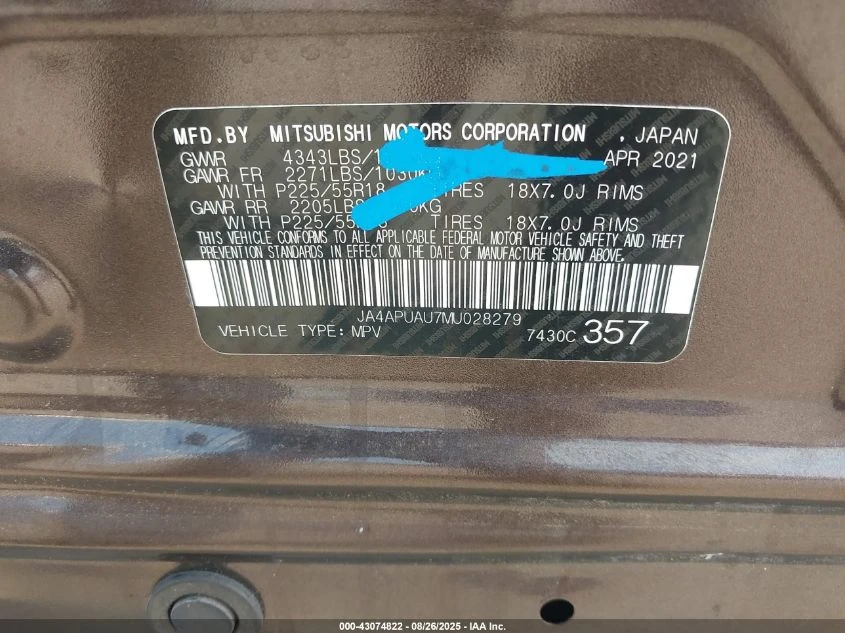 MFD.BY MITSUBISHI MOTORS CORPORATION , JAPAN
GVWR 4343LBS/ APR 2021
GAWR FR 2271LBS/1030K
WITH P225/55R18 TIRES 18X7.0J RIMS
GAWR RR 2205LBS KG
WITH P225/55 TIRES 18X7.0J RIMS
THIS VEHICLE CONFORMS TO ALL APPLICABLE FEDERAL MOTOR VEHICLE SAFETY AND THEFT
PREVENTION STANDARDS IN EFFECT ON THE DATE OF MANUFACTURE SHOWN ABOVE.
JA4APUAU7MU028279
VEHICLE TYPE: MPV 7430C 357
000-43074822 - 08/26/2025 - IAA Inc.